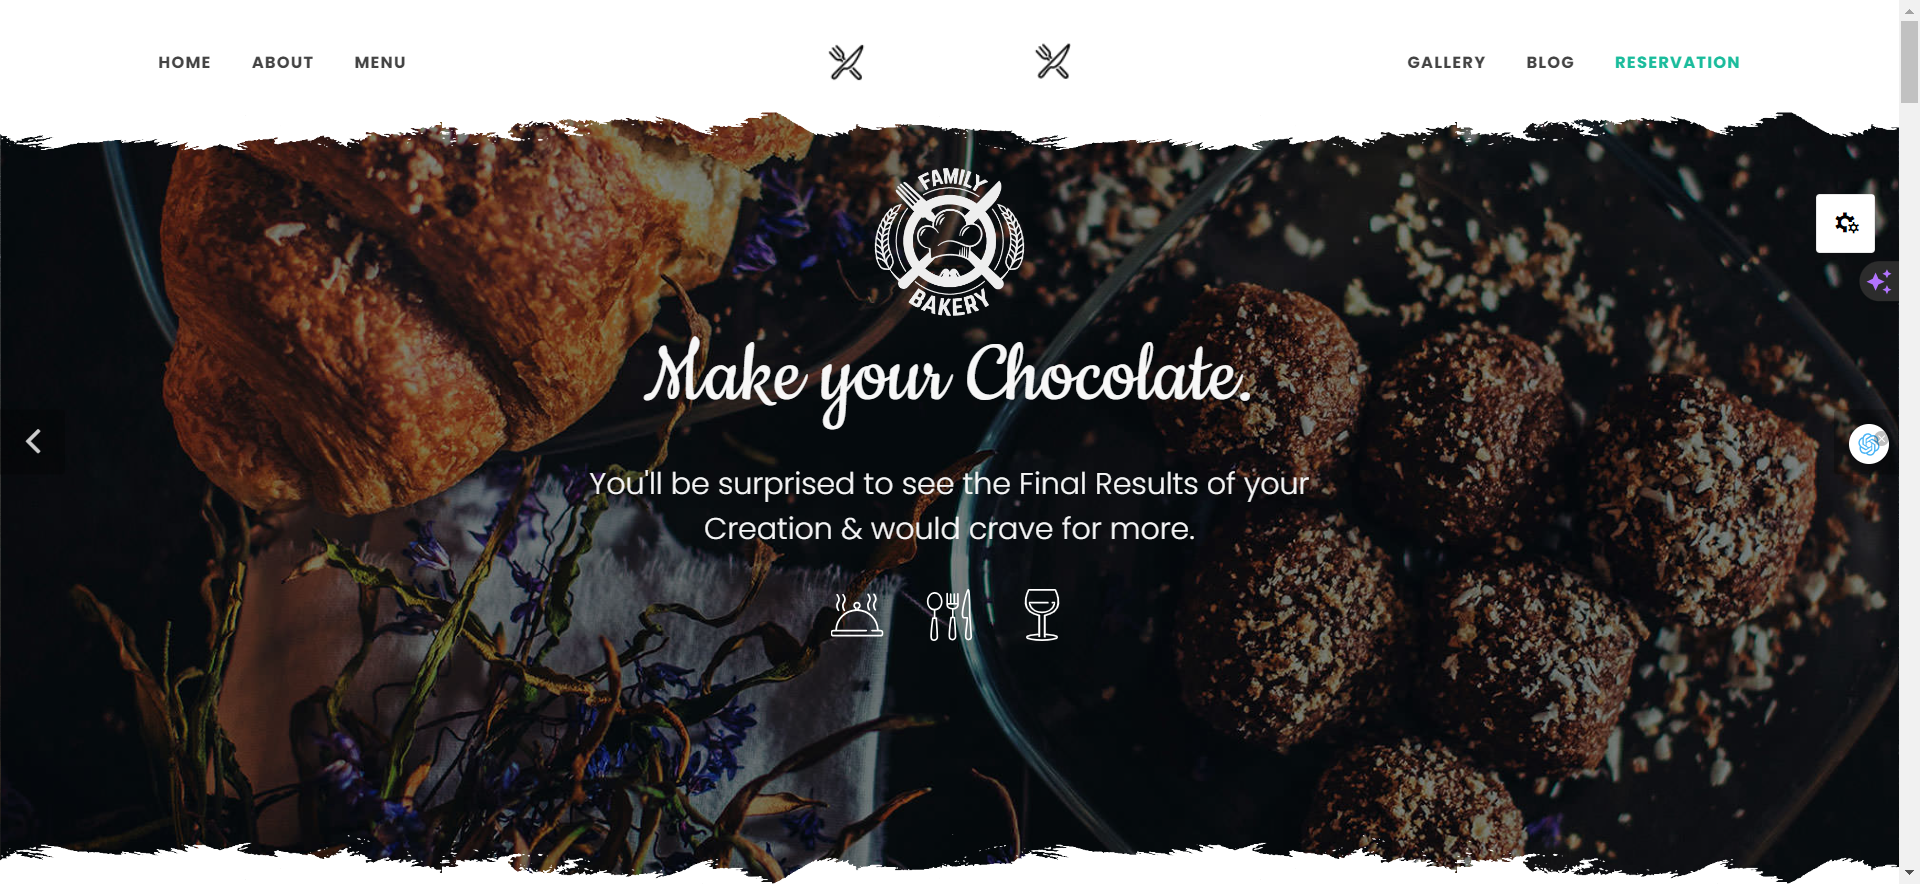 HOME ABOUT MENU GALLERY BLOG RESERVATION
FAMILY
BAKERY
Make your Chocolate.
You'll be surprised to see the Final Results of your
Creation & would crave for more.